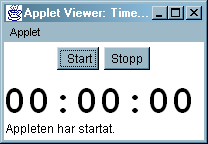 Applet Viewer: Time...
Applet
Start Stopp
00:00:00
Appleten har startat.